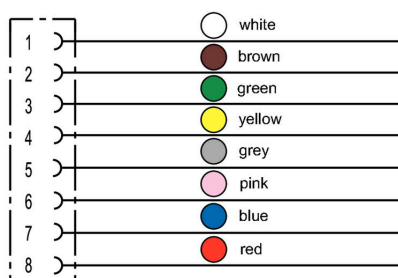 white
1
brown
2
green
3
yellow
4
grey
5
pink
6
blue
7
red
8